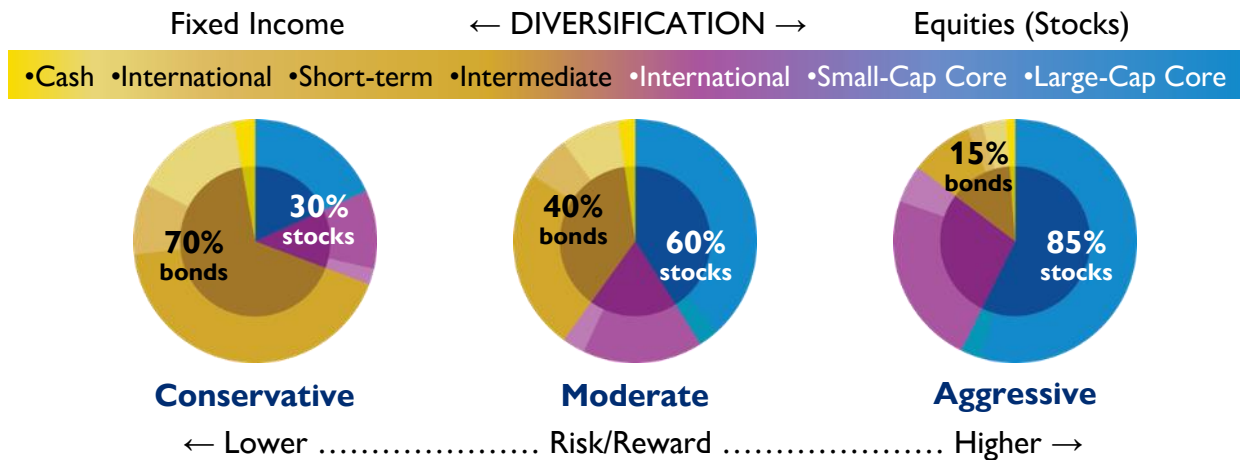 Fixed Income ← DIVERSIFICATION → Equities (Stocks)
•Cash •International •Short-term •Intermediate •International •Small-Cap Core •Large-Cap Core
70%
bonds
30%
stocks
40%
bonds
60%
stocks
15%
bonds
85%
stocks
Conservative Moderate Aggressive
← Lower ...................... Risk/Reward ...................... Higher →